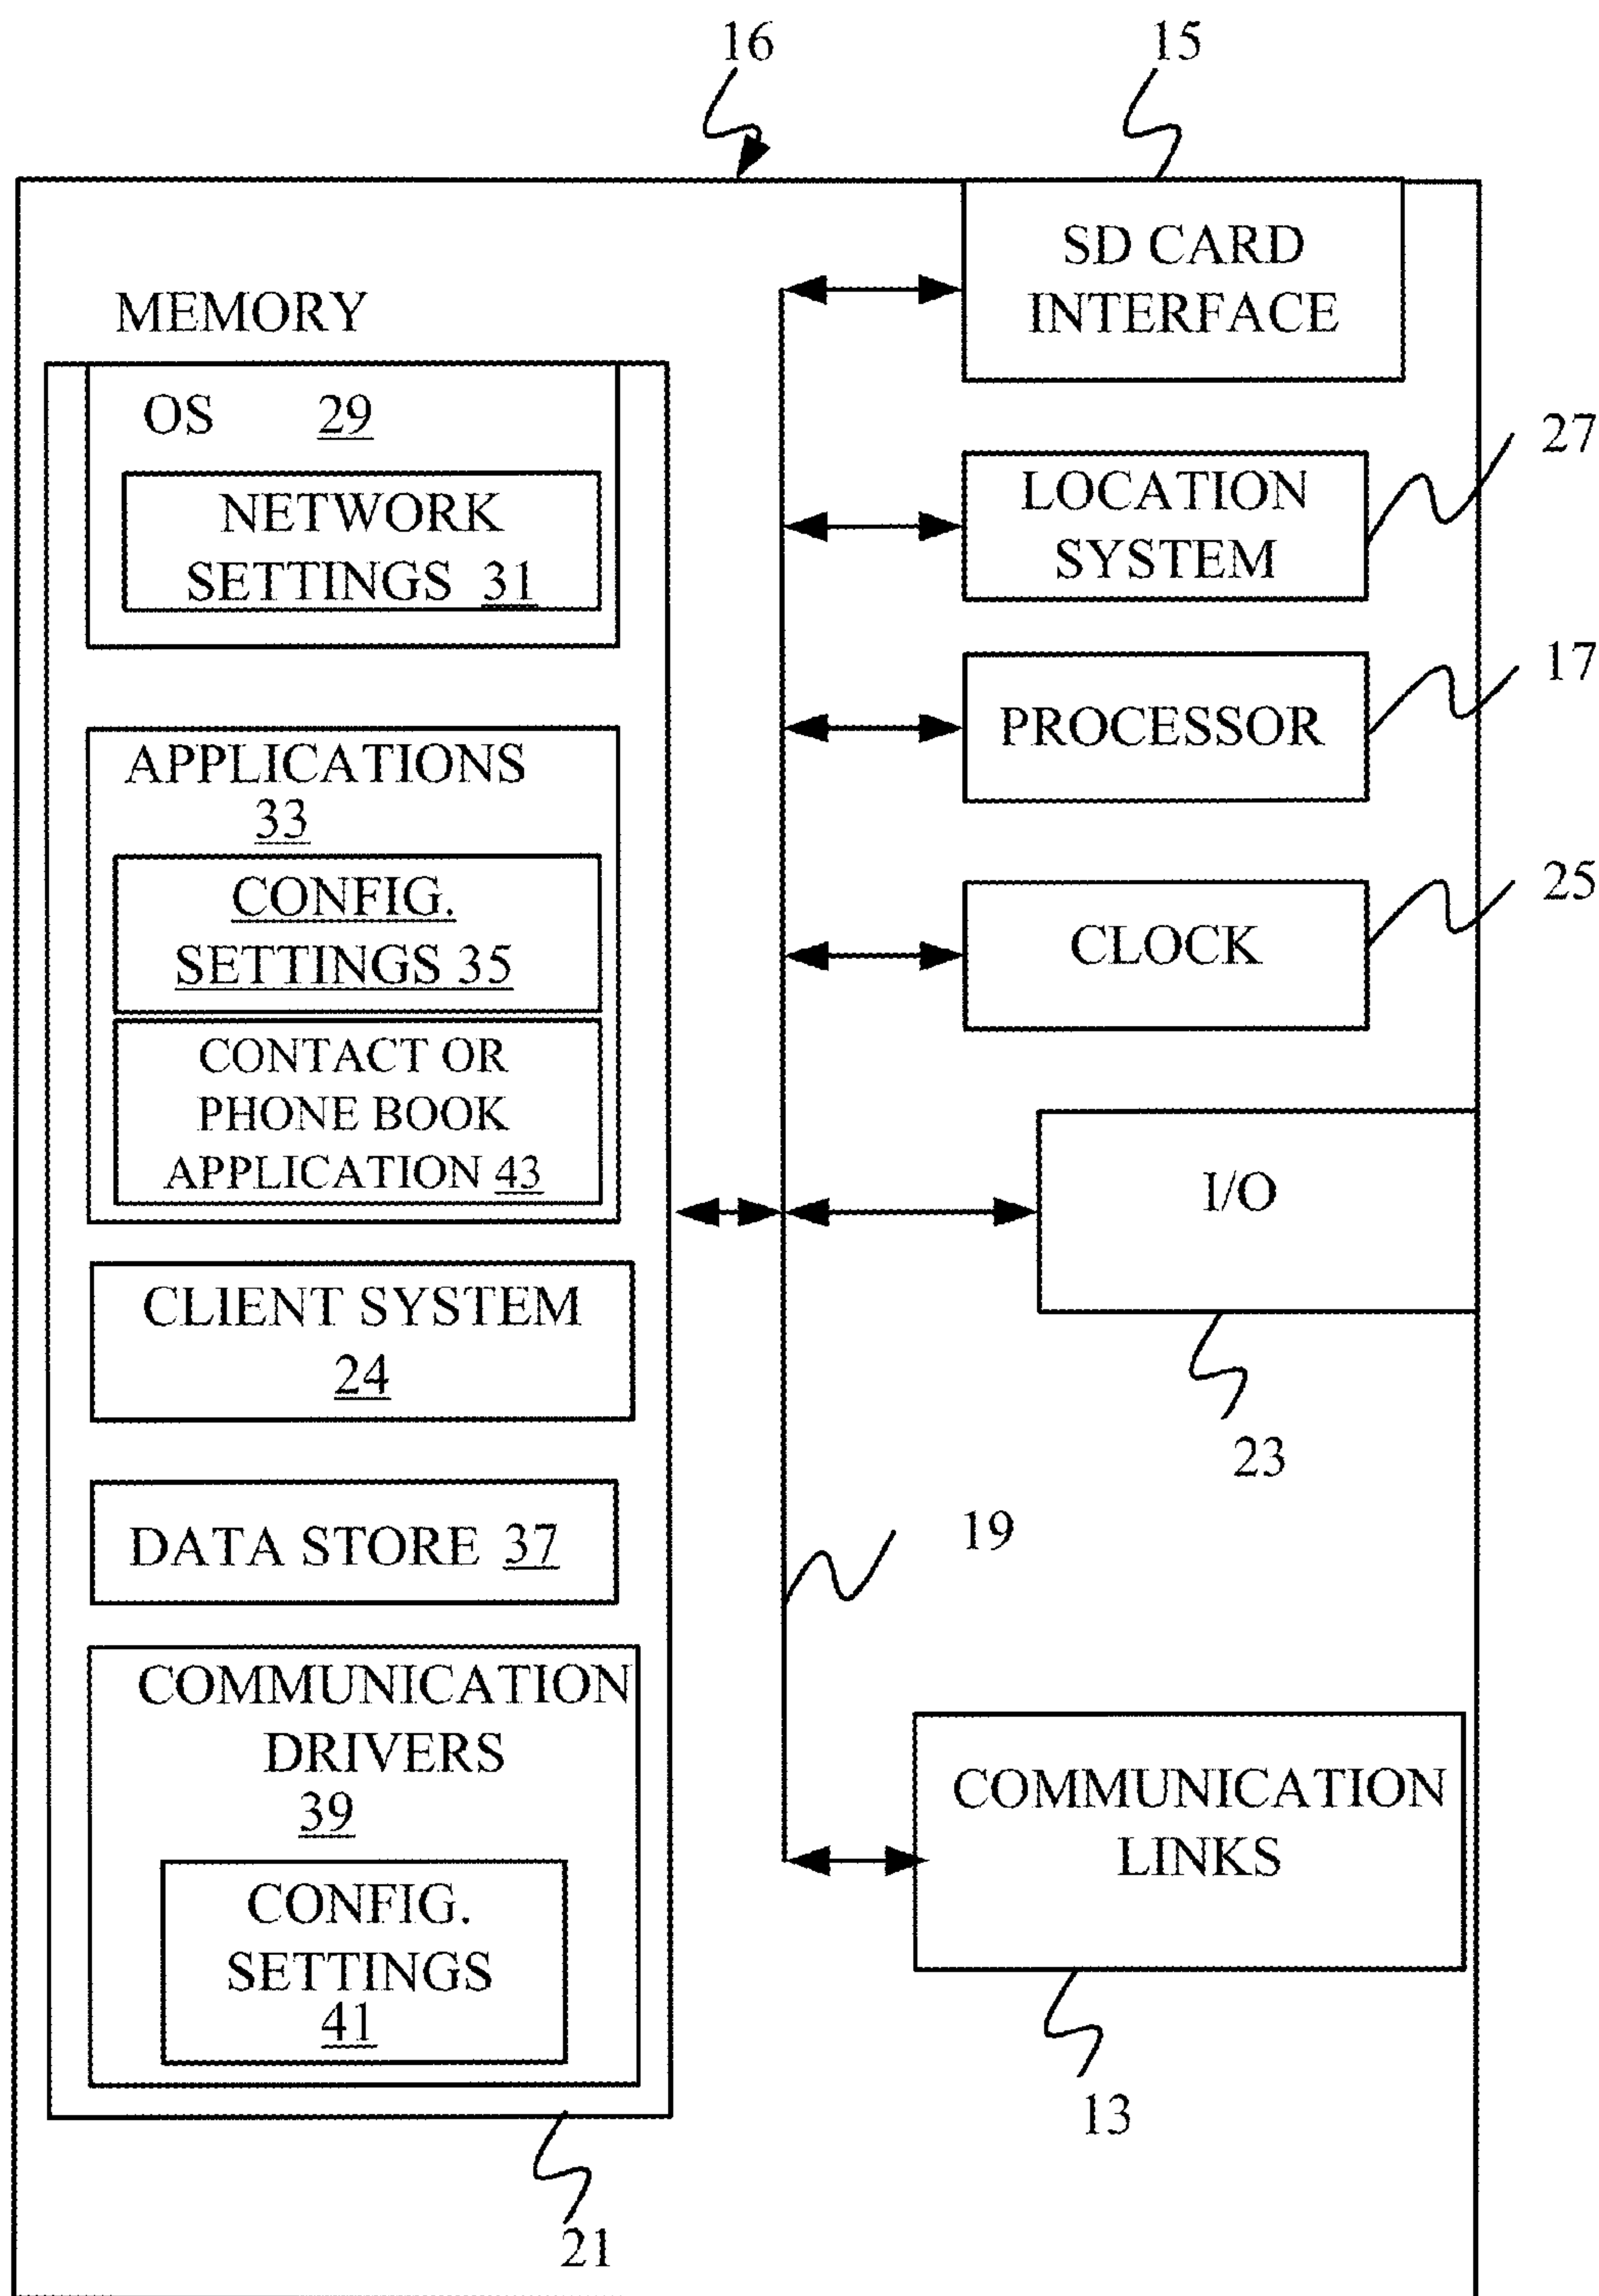 16
15
SD CARD
INTERFACE
MEMORY
OS 29
NETWORK
SETTINGS 31
APPLICATIONS
33
CONFIG.
SETTINGS 35
CONTACT OR
PHONE BOOK
APPLICATION 43
CLIENT SYSTEM
24
DATA STORE 37
COMMUNICATION
DRIVERS
39
CONFIG.
SETTINGS
41
21
LOCATION
SYSTEM
27
PROCESSOR
17
CLOCK
25
I/O
23
19
COMMUNICATION
LINKS
13